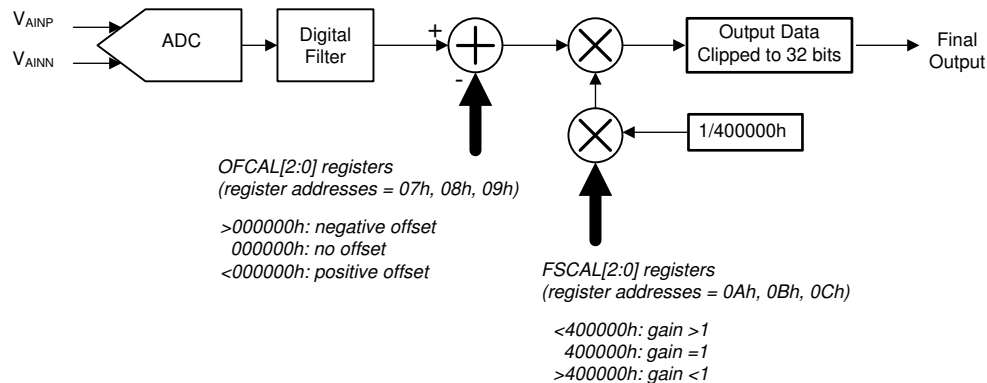 V_AINP
V_AINN
ADC
Digital
Filter
+
-
Output Data
Clipped to 32 bits
Final
Output
1/400000h
OFCAL[2:0] registers
(register addresses = 07h, 08h, 09h)
>000000h: negative offset
000000h: no offset
<000000h: positive offset
FSCAL[2:0] registers
(register addresses = 0Ah, 0Bh, 0Ch)
<400000h: gain >1
400000h: gain =1
>400000h: gain <1